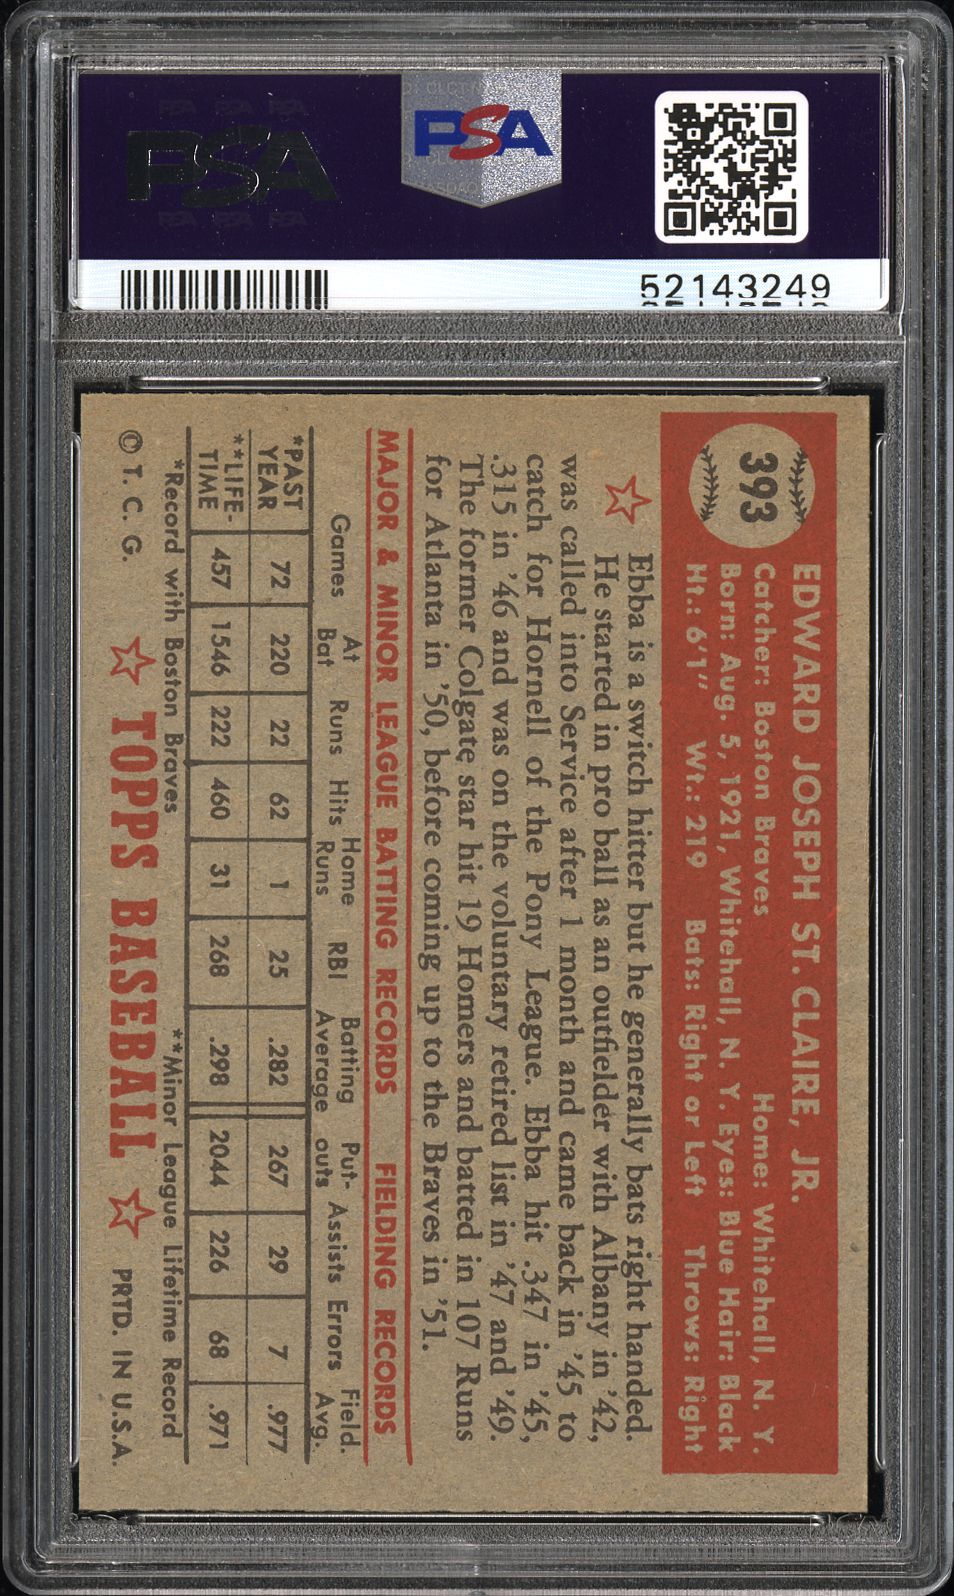 PSA
PSA
52143249
393
EDWARD JOSEPH ST. CLAIRE, JR.
Catcher: Boston Braves Home: Whitehall, N. Y.
Born: Aug. 5, 1921, Whitehall, N. Y. Eyes: Blue Hair: Black
Ht.: 6'1" Wt.: 219 Bats: Right or Left Throws: Right
Ebba is a switch hitter but he generally bats right handed.
He started in pro ball as an outfielder with Albany in '42,
was called into Service after 1 month and came back in '45 to
catch for Hornell of the Pony League. Ebba hit .347 in '45,
.315 in '46 and was on the voluntary retired list in '47 and '49.
The former Colgate star hit 19 Homers and batted in 107 Runs
for Atlanta in '50, before coming up to the Braves in '51.
MAJOR & MINOR LEAGUE BATTING RECORDS FIELDING RECORDS
Games At Bat Runs Hits Home Runs RBI Batting Average Put-outs Assists Errors Field. Avg.
*PAST YEAR 72 220 22 62 1 25 .282 267 29 7 .977
**LIFE-TIME 457 1546 222 460 31 268 .298 2044 226 68 .971
*Record with Boston Braves **Minor League Lifetime Record
© T. C. G. TOPPS BASEBALL PRTD. IN U.S.A.